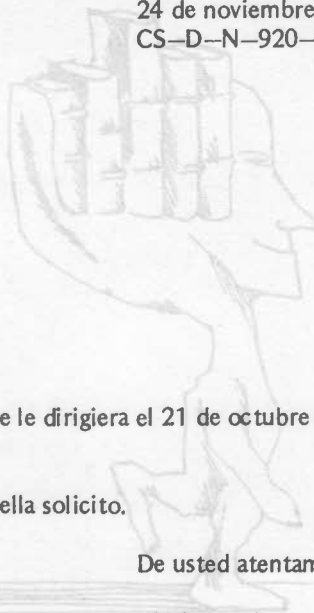 24 de noviembre
CS—D—N—920—
e le dirigiera el 21 de octubre
ella solicito.
De usted atentam